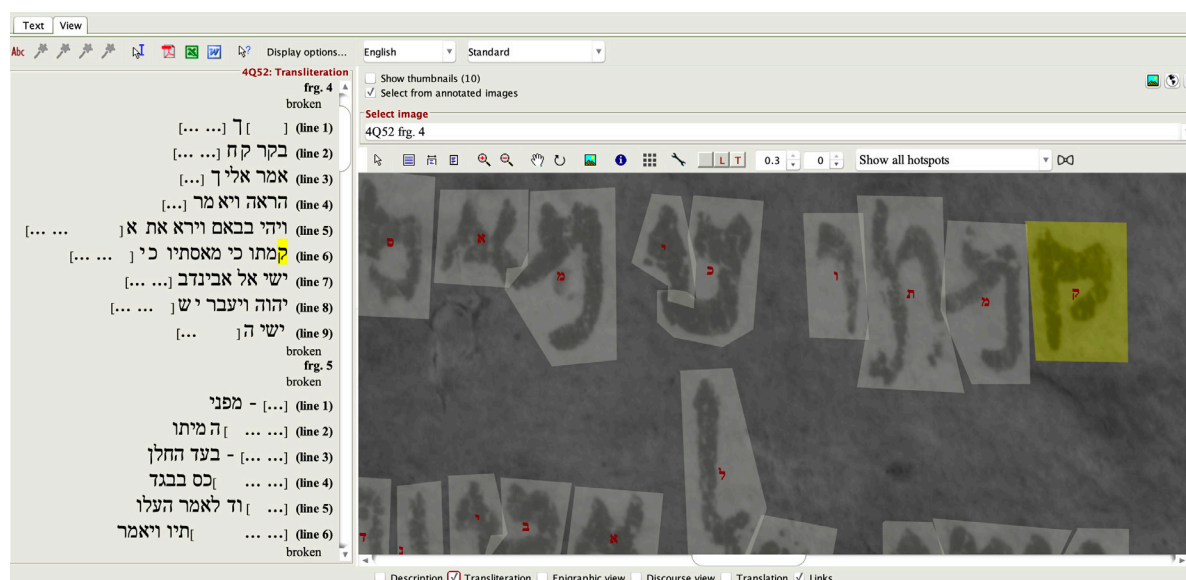 Text View
Abc Display options... English Standard
4Q52: Transliteration
frg. 4
broken
(line 1) [ ]ך [... ...]
(line 2) בקר קח [... ...]
(line 3) אמר אליך [...]
(line 4) הראה ויאמר [...]
(line 5) ויהי בבאם וירא את א[ ... ...]
(line 6) קמתו כי מאסתיו כי [ ... ...]
(line 7) ישי אל אבינדב [... ...]
(line 8) יהוה ויעבר יש[ ... ...]
(line 9) ישי ה[ ...]
broken
frg. 5
broken
(line 1) [...] - מפני
(line 2) [... ... ]ה מיתו
(line 3) [... ...] - בעד החלן
(line 4) [... ... ]כס בבגד
(line 5) [... ]וד לאמר העלו
(line 6) [... ... ]תיו ויאמר
broken
Show thumbnails (10)
Select from annotated images
Select image
4Q52 frg. 4
L T 0.3 0 Show all hotspots
ק מ ת ו כ י מ א ס
ל
א ב י נ ד
Description Transliteration Epigraphic view Discourse view Translation Links